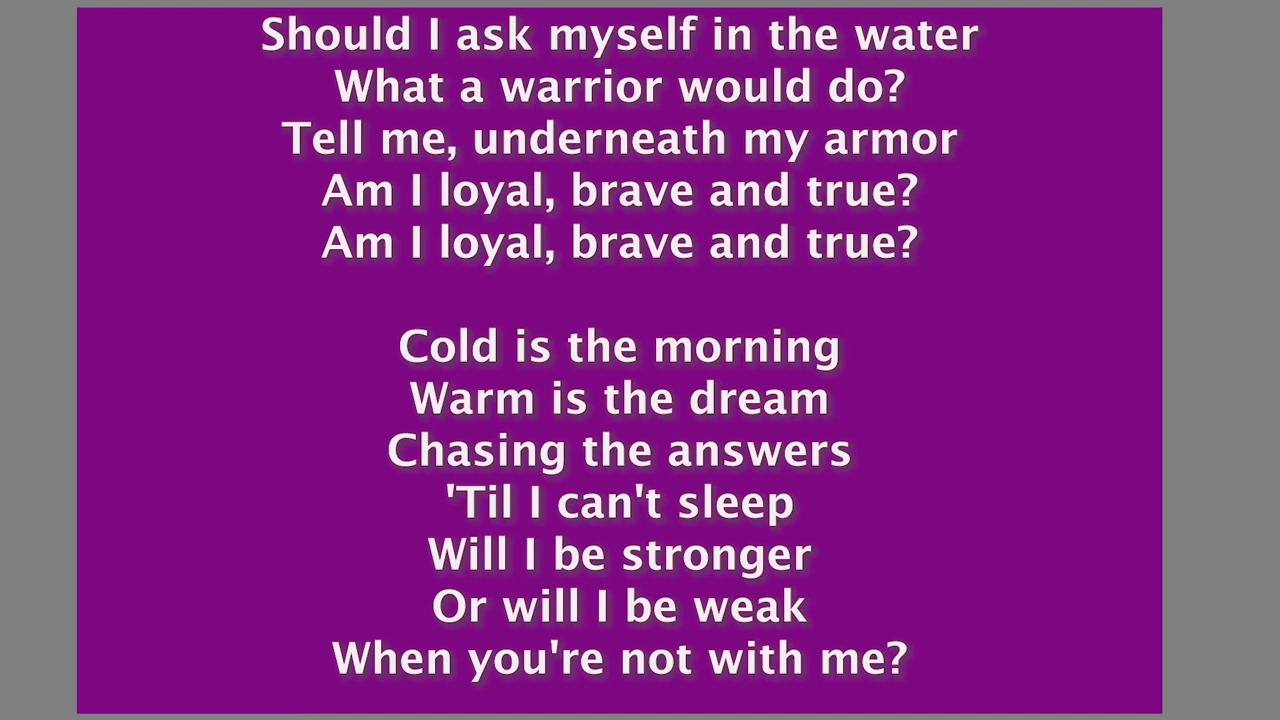 Should I ask myself in the water
What a warrior would do?
Tell me, underneath my armor
Am I loyal, brave and true?
Am I loyal, brave and true?
Cold is the morning
Warm is the dream
Chasing the answers
'Til I can't sleep
Will I be stronger
Or will I be weak
When you're not with me?